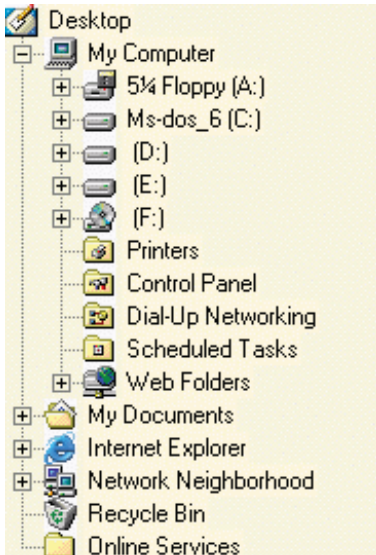 Desktop
My Computer
5¼ Floppy (A:)
Ms-dos_6 (C:)
(D:)
(E:)
(F:)
Printers
Control Panel
Dial-Up Networking
Scheduled Tasks
Web Folders
My Documents
Internet Explorer
Network Neighborhood
Recycle Bin
Online Services